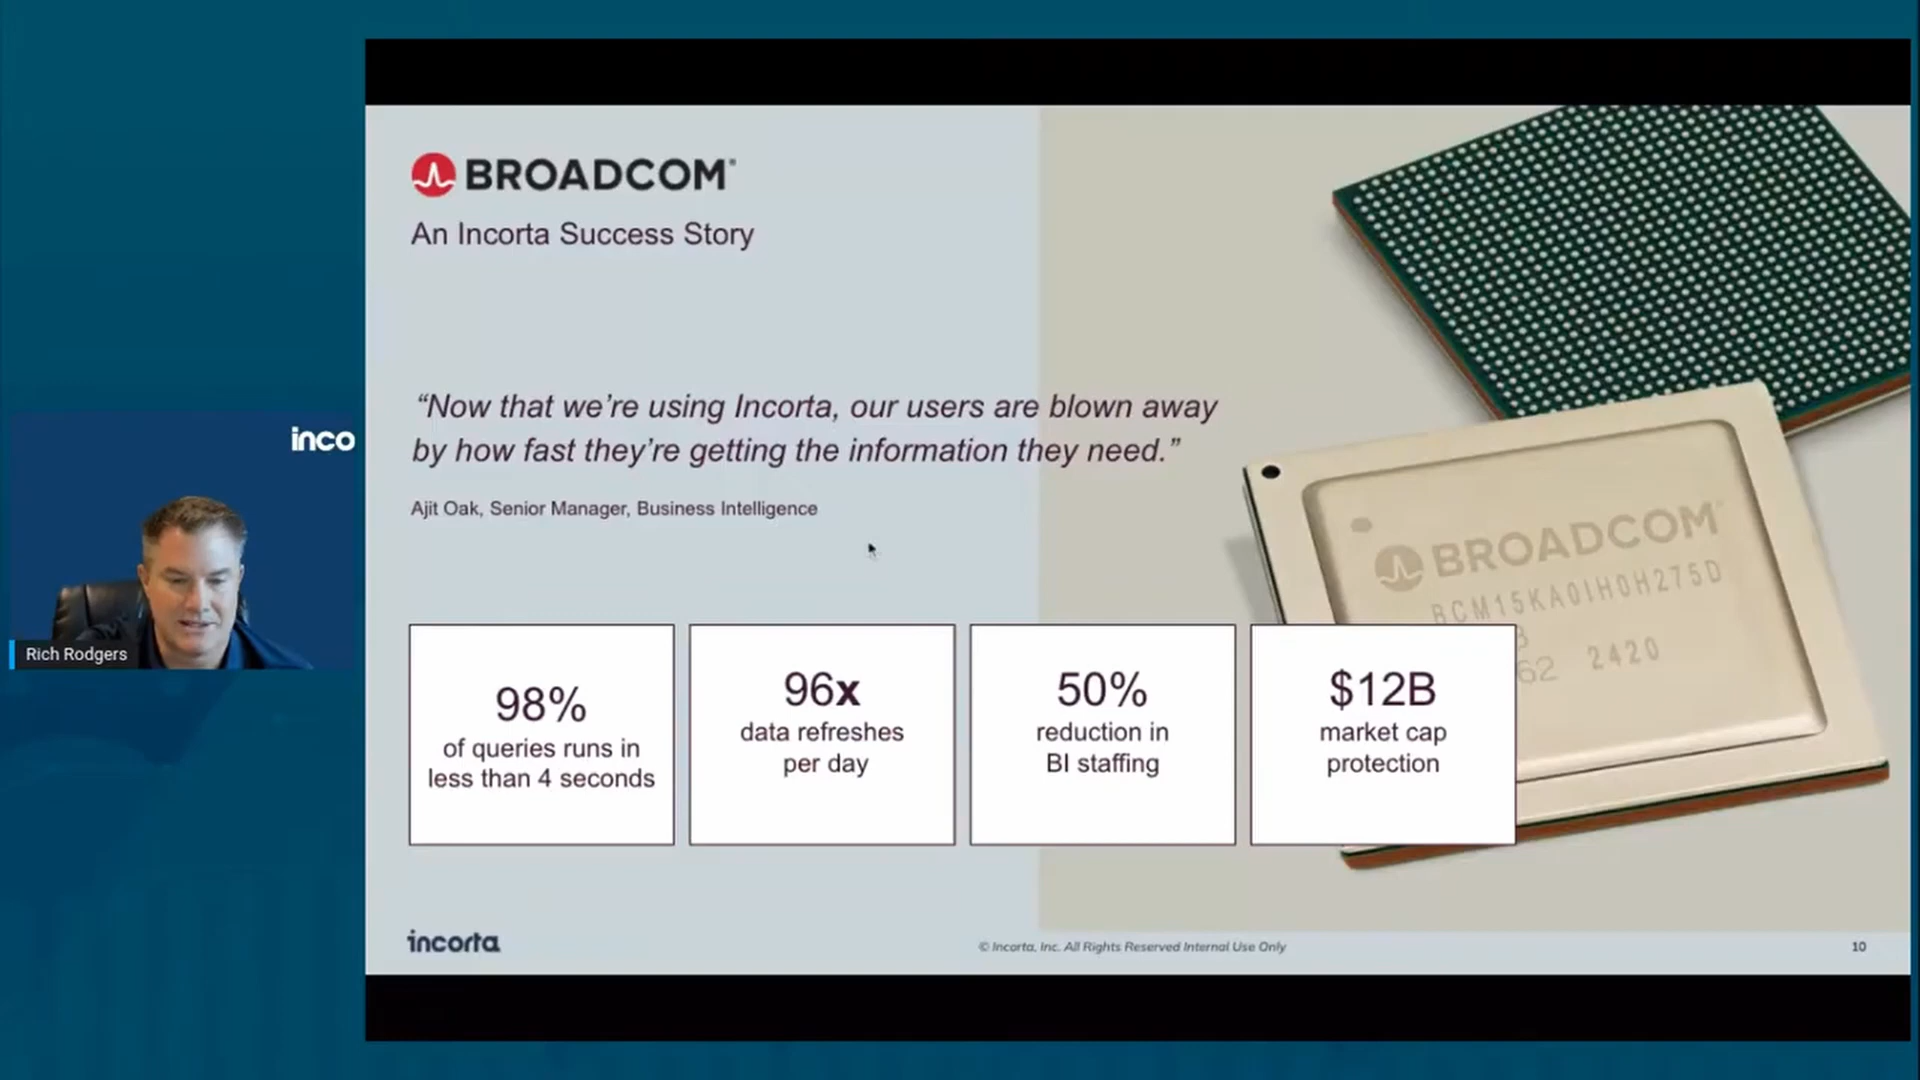 BROADCOM®
An Incorta Success Story
“Now that we’re using Incorta, our users are blown away
by how fast they’re getting the information they need.”
Ajit Oak, Senior Manager, Business Intelligence
inco
Rich Rodgers
BROADCOM
BCM15KA0IH0H275D
62 2420
98%
of queries runs in
less than 4 seconds
96x
data refreshes
per day
50%
reduction in
BI staffing
$12B
market cap
protection
incorta
© Incorta, Inc. All Rights Reserved Internal Use Only
10